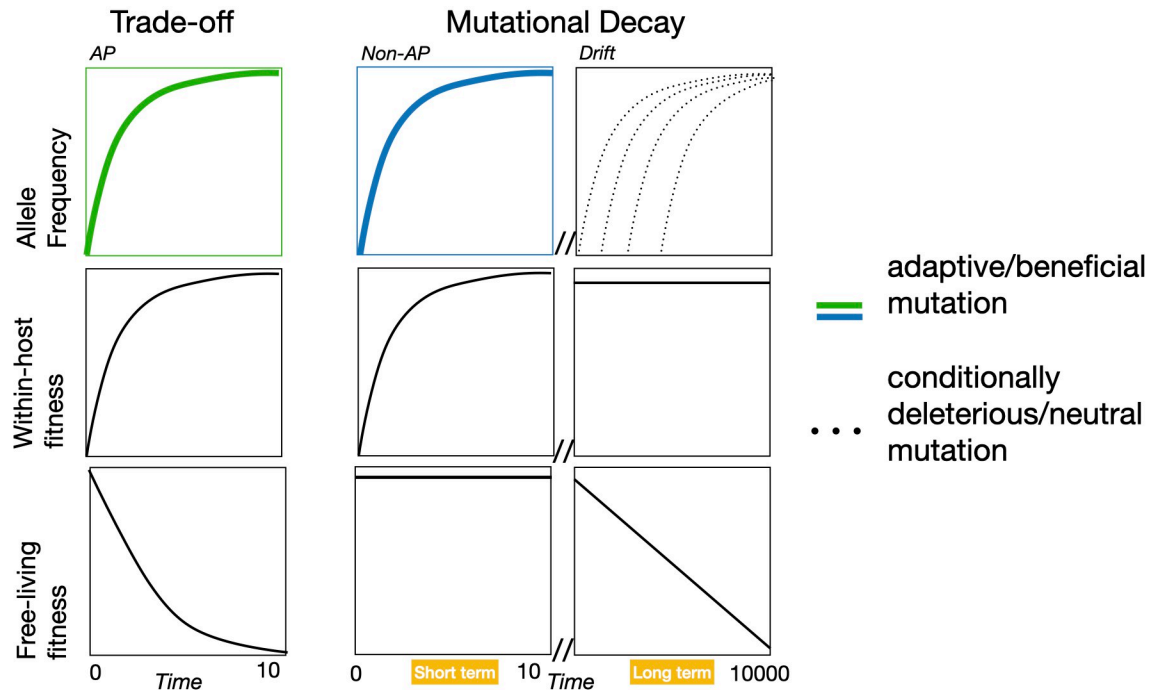 Trade-off
Mutational Decay
AP
Non-AP
Drift
Allele
Frequency
//
adaptive/beneficial
mutation
Within-host
fitness
//
conditionally
deleterious/neutral
mutation
Free-living
fitness
//
0
10
Time
0
Short term
10
Time
Long term
10000